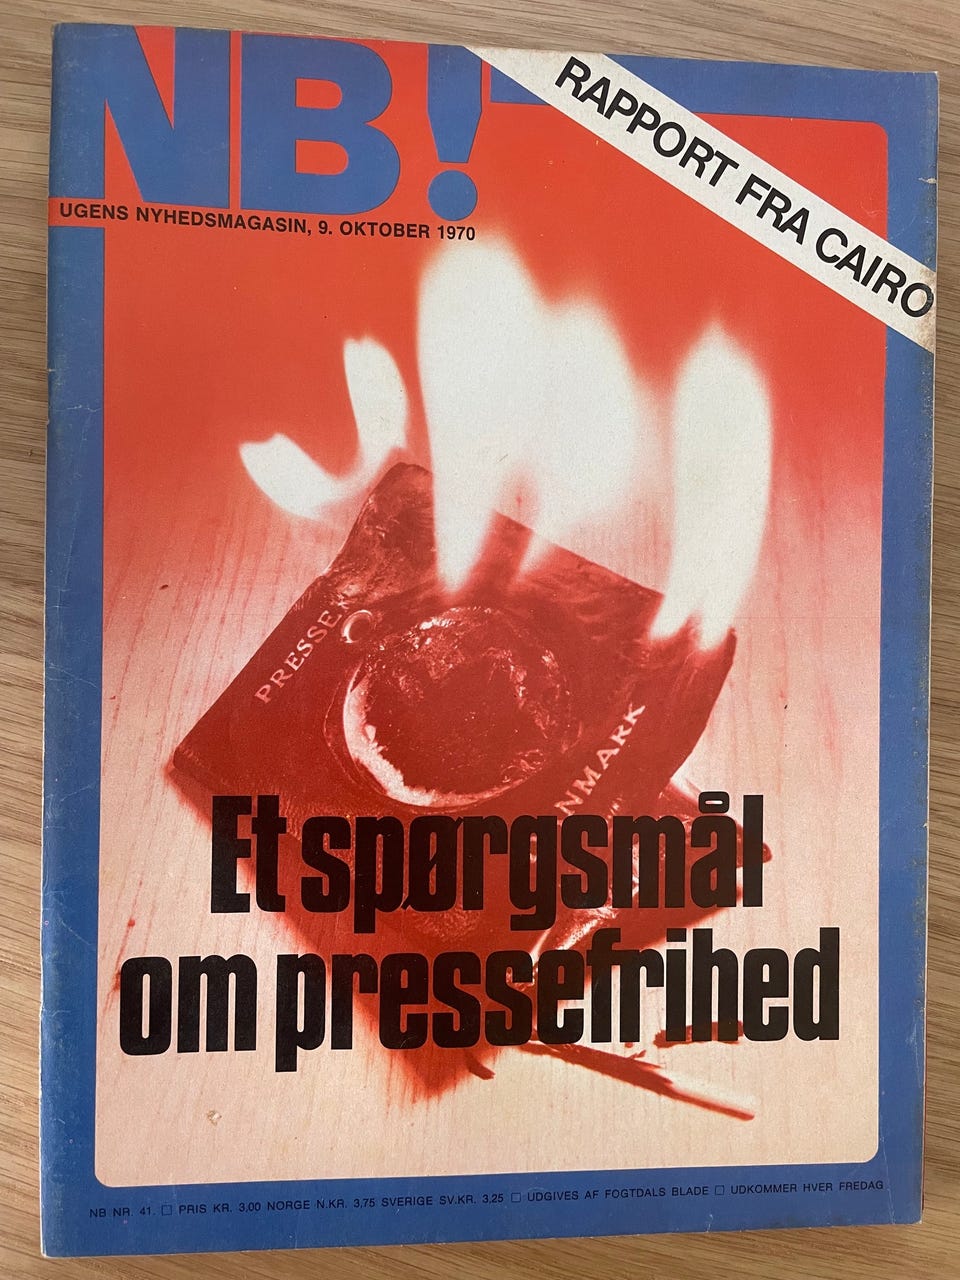 NB!
RAPPORT FRA CAIRO
UGENS NYHEDSMAGASIN, 9. OKTOBER 1970
PRESSE
NMARK
Et spørgsmål
om pressefrihed
NB NR. 41. □ PRIS KR. 3,00 NORGE N.KR. 3,75 SVERIGE SV.KR. 3,25 □ UDGIVES AF FOGTDALS BLADE □ UDKOMMER HVER FREDAG